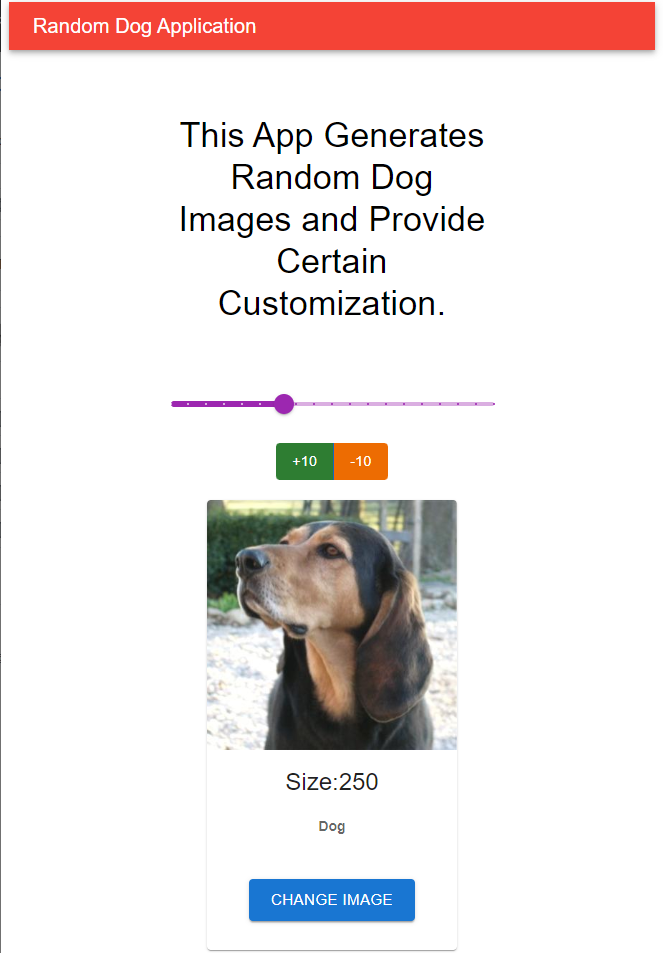 Random Dog Application
This App Generates
Random Dog
Images and Provide
Certain
Customization.
+10 -10
Size:250
Dog
CHANGE IMAGE